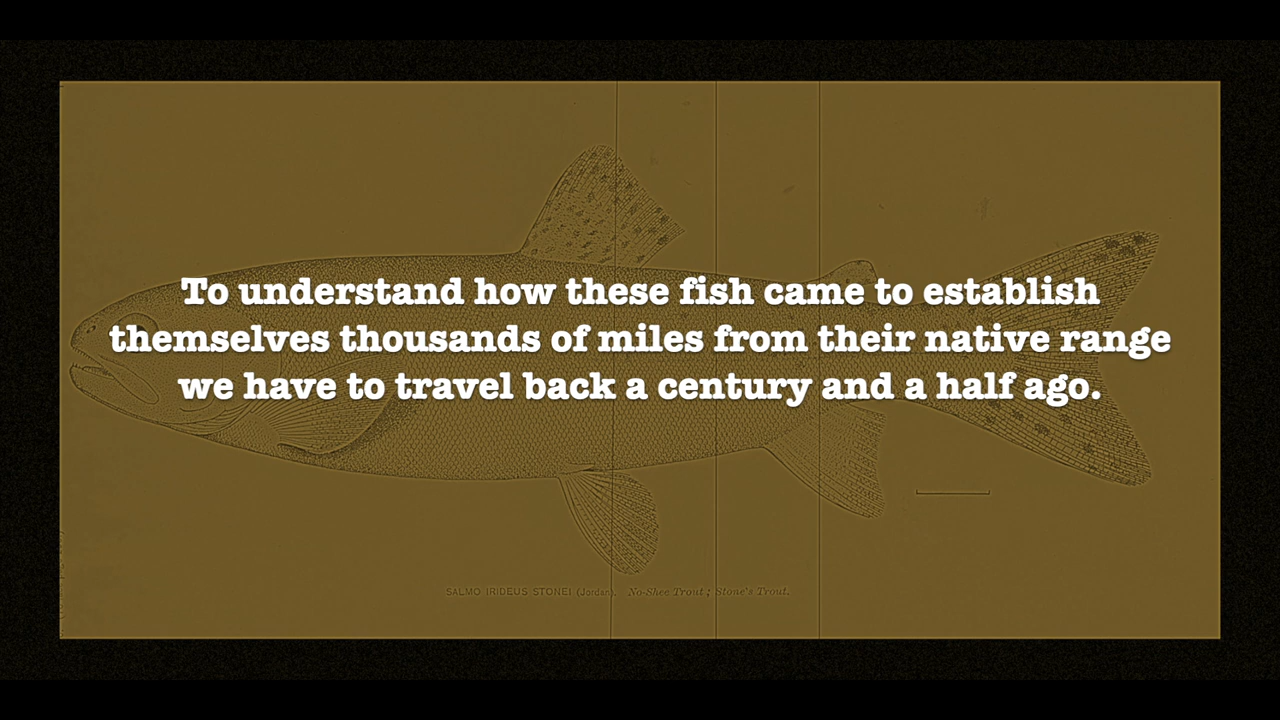 To understand how these fish came to establish
themselves thousands of miles from their native range
we have to travel back a century and a half ago.
SALMO IRIDEUS STONEI (Jordan). No-Shee Trout; Stone's Trout.